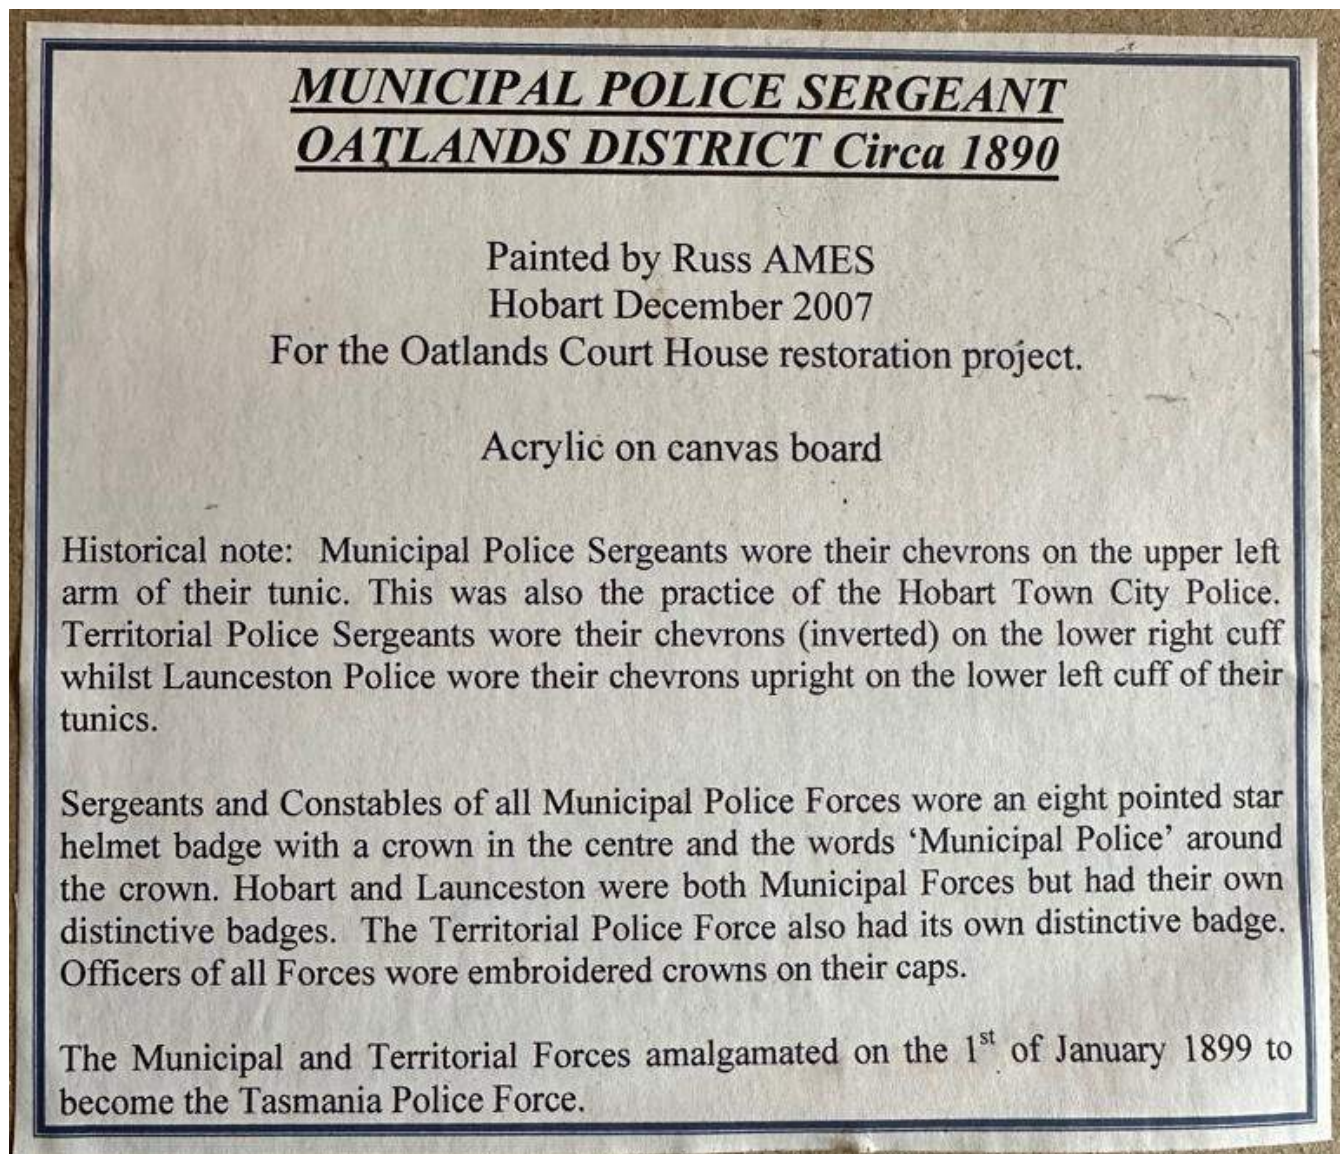 MUNICIPAL POLICE SERGEANT
OATLANDS DISTRICT Circa 1890
Painted by Russ AMES
Hobart December 2007
For the Oatlands Court House restoration project.
Acrylic on canvas board
Historical note: Municipal Police Sergeants wore their chevrons on the upper left
arm of their tunic. This was also the practice of the Hobart Town City Police.
Territorial Police Sergeants wore their chevrons (inverted) on the lower right cuff
whilst Launceston Police wore their chevrons upright on the lower left cuff of their
tunics.
Sergeants and Constables of all Municipal Police Forces wore an eight pointed star
helmet badge with a crown in the centre and the words ‘Municipal Police’ around
the crown. Hobart and Launceston were both Municipal Forces but had their own
distinctive badges. The Territorial Police Force also had its own distinctive badge.
Officers of all Forces wore embroidered crowns on their caps.
The Municipal and Territorial Forces amalgamated on the 1st of January 1899 to
become the Tasmania Police Force.